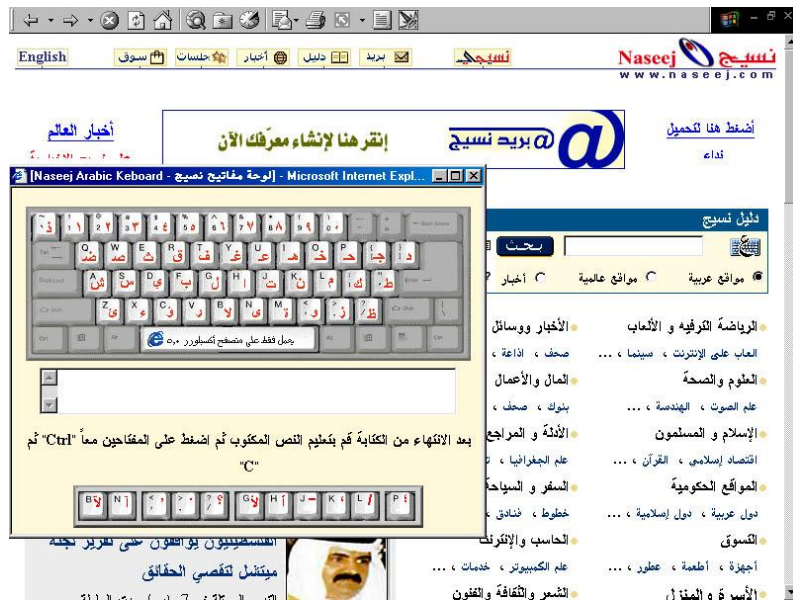 English
سوق
جلسات
أخبار
دليل
بريد
نسيجي
Naseej نسيج
www.naseej.com
أخبار العالم
إنقر هنا لإنشاء معرّفك الآن
@ بريد نسيج
أضغط هنا لتحميل
نداء
[Naseej Arabic Keboard - لوحة مفاتيح نسيج] - Microsoft Internet Expl...
يعمل فقط على متصفح إكسبلورر ٥,٠
بعد الانتهاء من الكتابة قم بتعليم النص المكتوب ثم اضغط على المفتاحين معاً "Ctrl" ثم
"C"
دليل نسيج
بحث
مواقع عربية
مواقع عالمية
أخبار
الرياضة الترفيه و الألعاب
العاب على الإنترنت ، سينما ، ...
العلوم والصحة
علم الصوت ، الهندسة ، ...
الإسلام و المسلمون
اقتصاد إسلامي ، القرآن ، ...
المواقع الحكومية
دول عربية ، دول إسلامية ، ...
التسوق
أجهزة ، أطعمة ، عطور ، ...
الأسرة والمنزل
الأخبار ووسائل
صحف ، اذاعة ،
المال والأعمال
بنوك ، صحف ،
الأدلة و المراجع
علم الجغرافيا ،
السفر و السياحة
خطوط ، فنادق ،
الحاسب والإنترنت
علم الكمبيوتر ، خدمات ، ...
الشعر والثقافة والفنون
الفلسطينيون يوافقون على تقرير لجنة
ميتشل لتقصي الحقائق